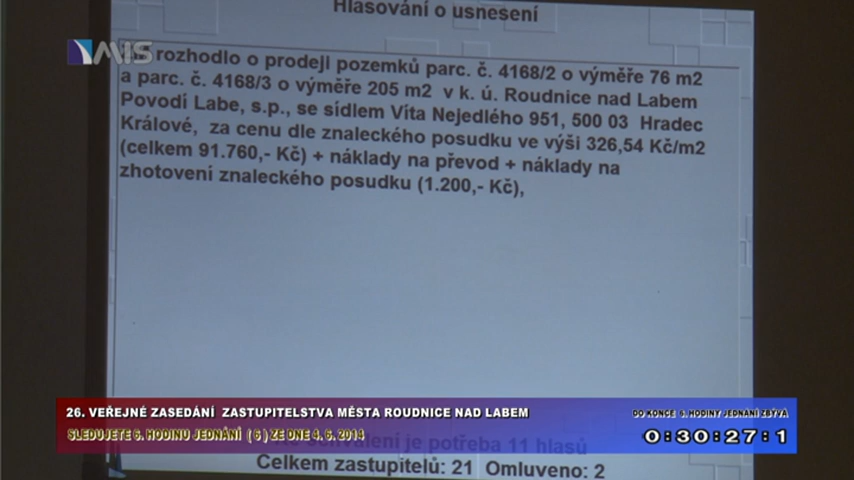 Hlasování o usnesení
MIS
rozhodlo o prodeji pozemků parc. č. 4168/2 o výměře 76 m2
a parc. č. 4168/3 o výměře 205 m2 v k. ú. Roudnice nad Labem
Povodí Labe, s.p., se sídlem Víta Nejedlého 951, 500 03 Hradec
Králové, za cenu dle znaleckého posudku ve výši 326,54 Kč/m2
(celkem 91.760,- Kč) + náklady na převod + náklady na
zhotovení znaleckého posudku (1.200,- Kč),
26. VEŘEJNÉ ZASEDÁNÍ ZASTUPITELSTVA MĚSTA ROUDNICE NAD LABEM
DO KONCE 6. HODINY JEDNÁNÍ ZBÝVÁ
SLEDUJETE 6. HODINU JEDNÁNÍ ( 6 ) ZE DNE 4. 6. 2014
0:30:27:1
schválení je potřeba 11 hlasů
Celkem zastupitelů: 21 Omluveno: 2